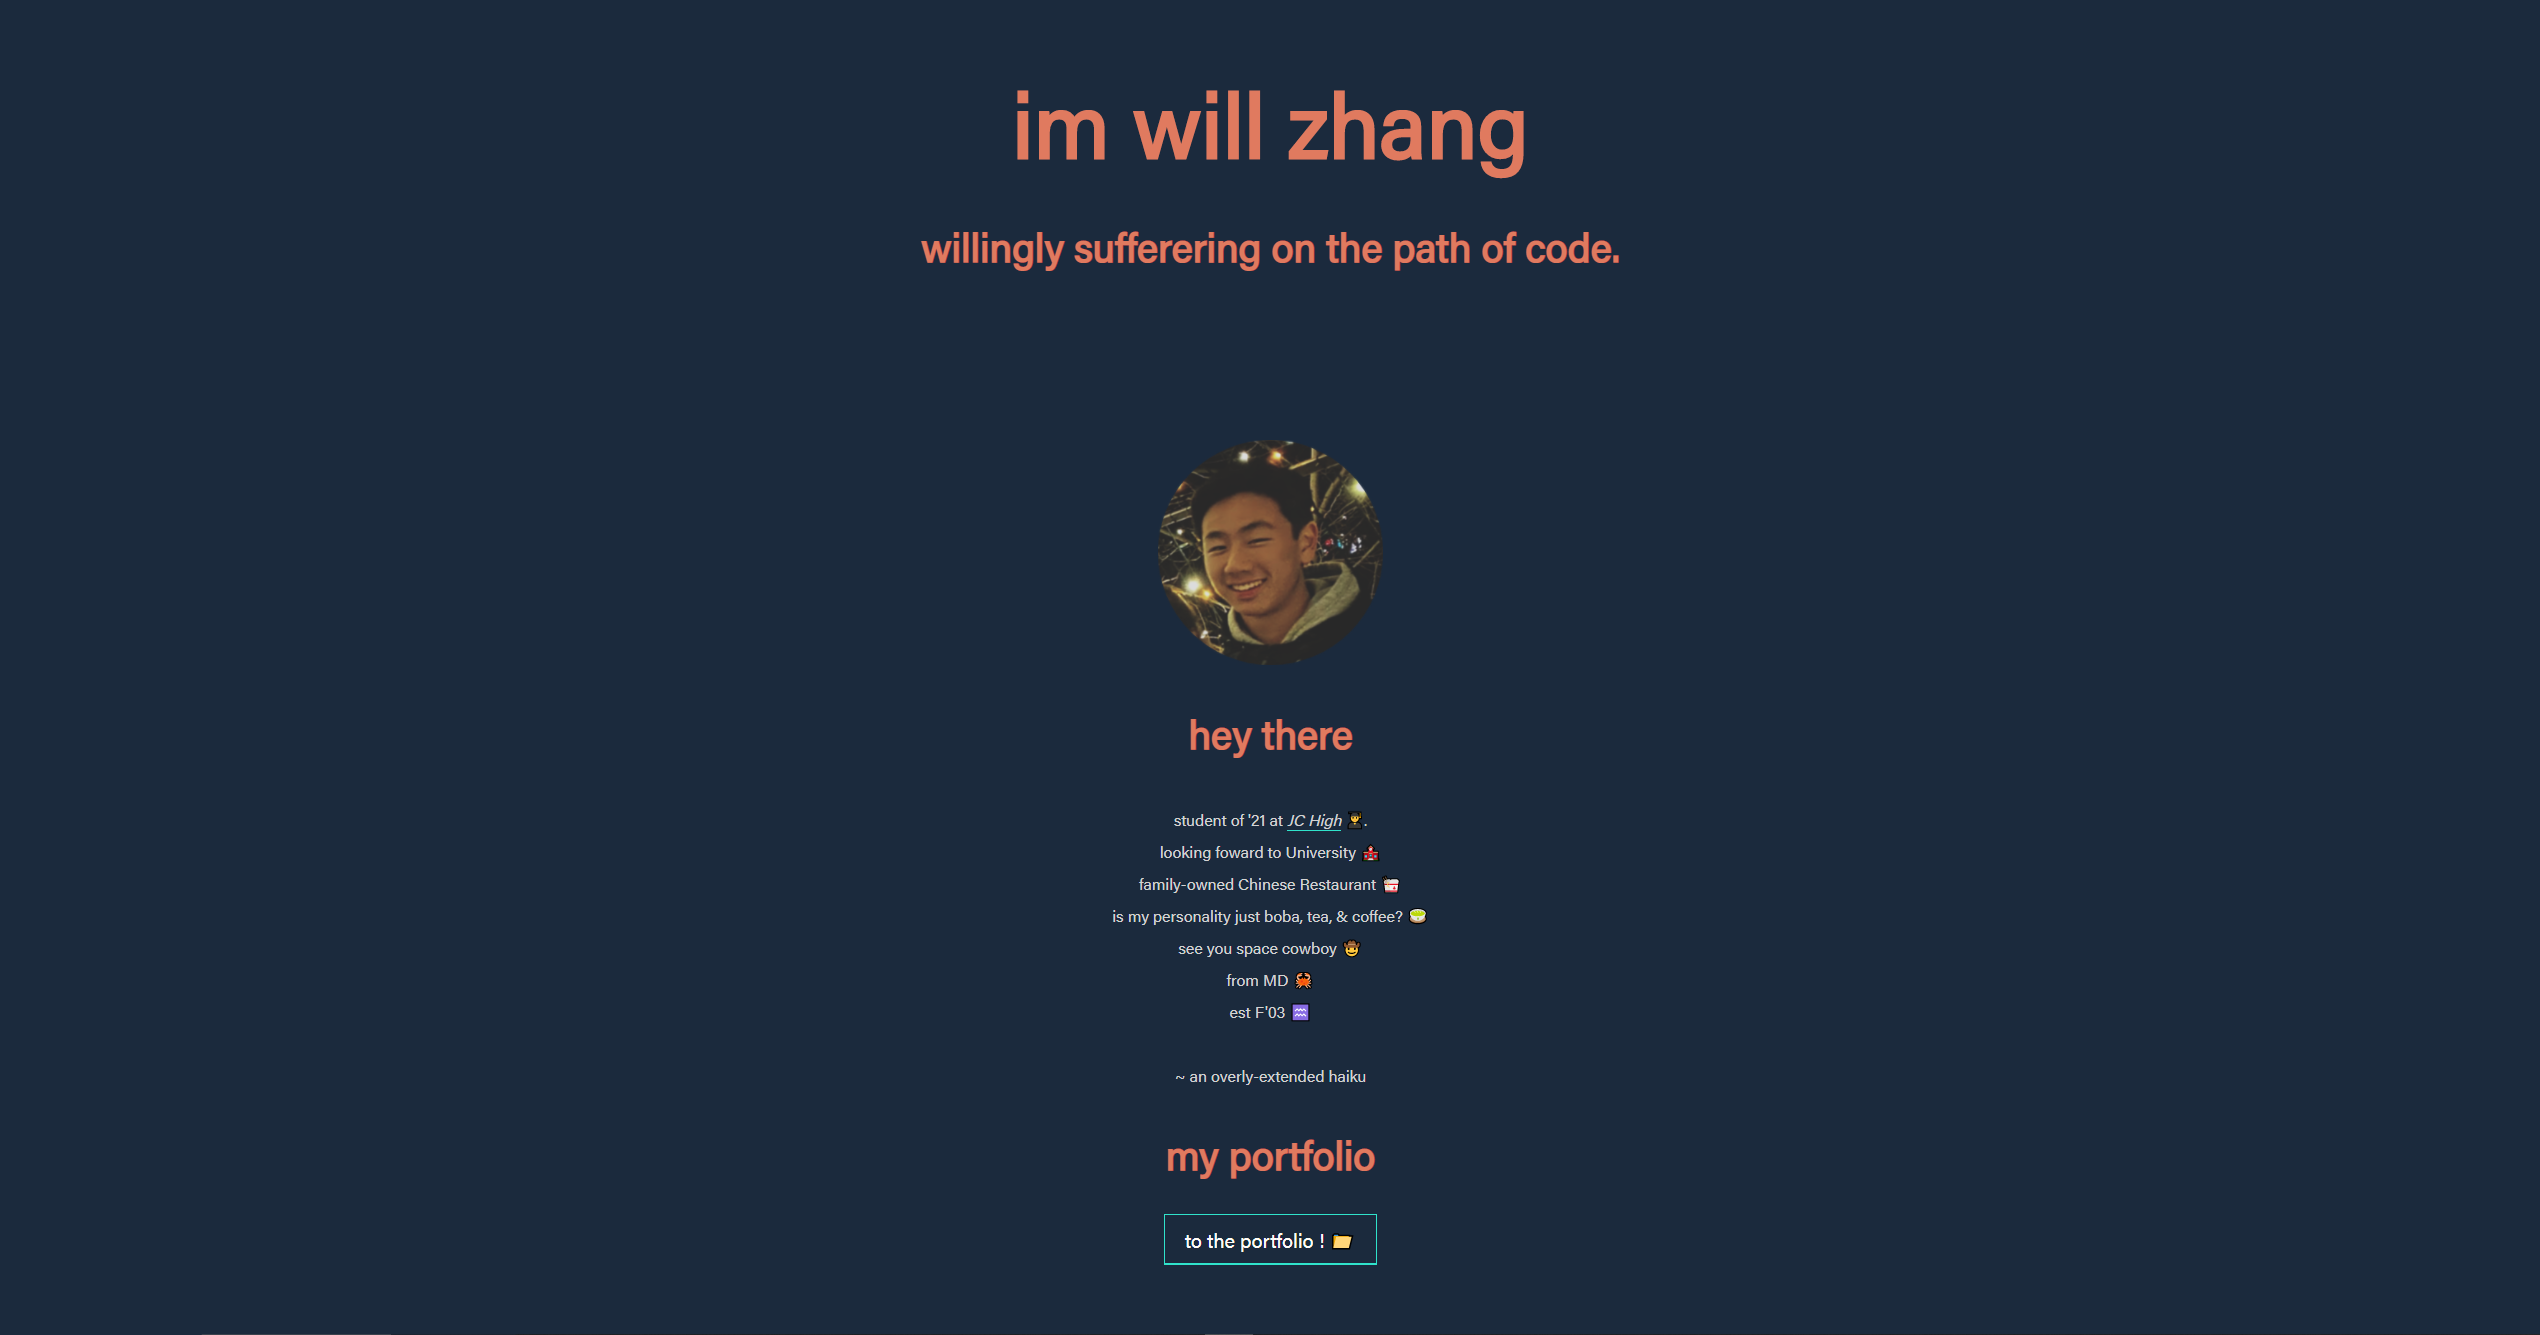 im will zhang
willingly sufferering on the path of code.
hey there
student of '21 at JC High 👨‍🎓.
looking foward to University 🏫
family-owned Chinese Restaurant 🥡
is my personality just boba, tea, & coffee? 🍵
see you space cowboy 🤠
from MD 🦀
est F'03 ♒
~ an overly-extended haiku
my portfolio
to the portfolio ! 📁